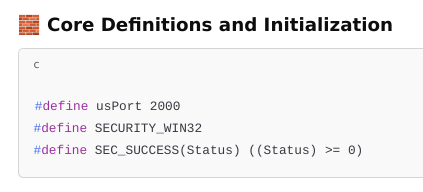 🧱 Core Definitions and Initialization
c
#define usPort 2000
#define SECURITY_WIN32
#define SEC_SUCCESS(Status) ((Status) >= 0)